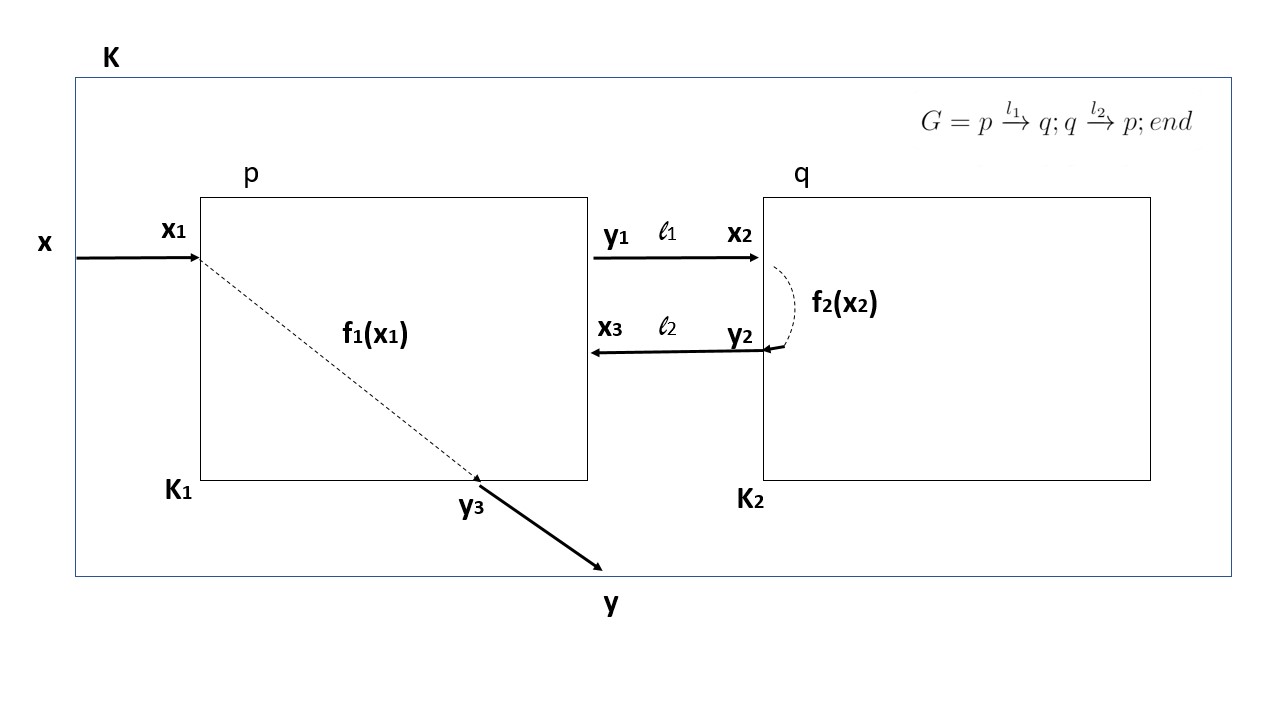 K
G = p \xrightarrow{l_1} q; q \xrightarrow{l_2} p; end
p
q
x
x₁
y₁
ℓ₁
x₂
f₁(x₁)
x₃
ℓ₂
y₂
f₂(x₂)
K₁
y₃
K₂
y